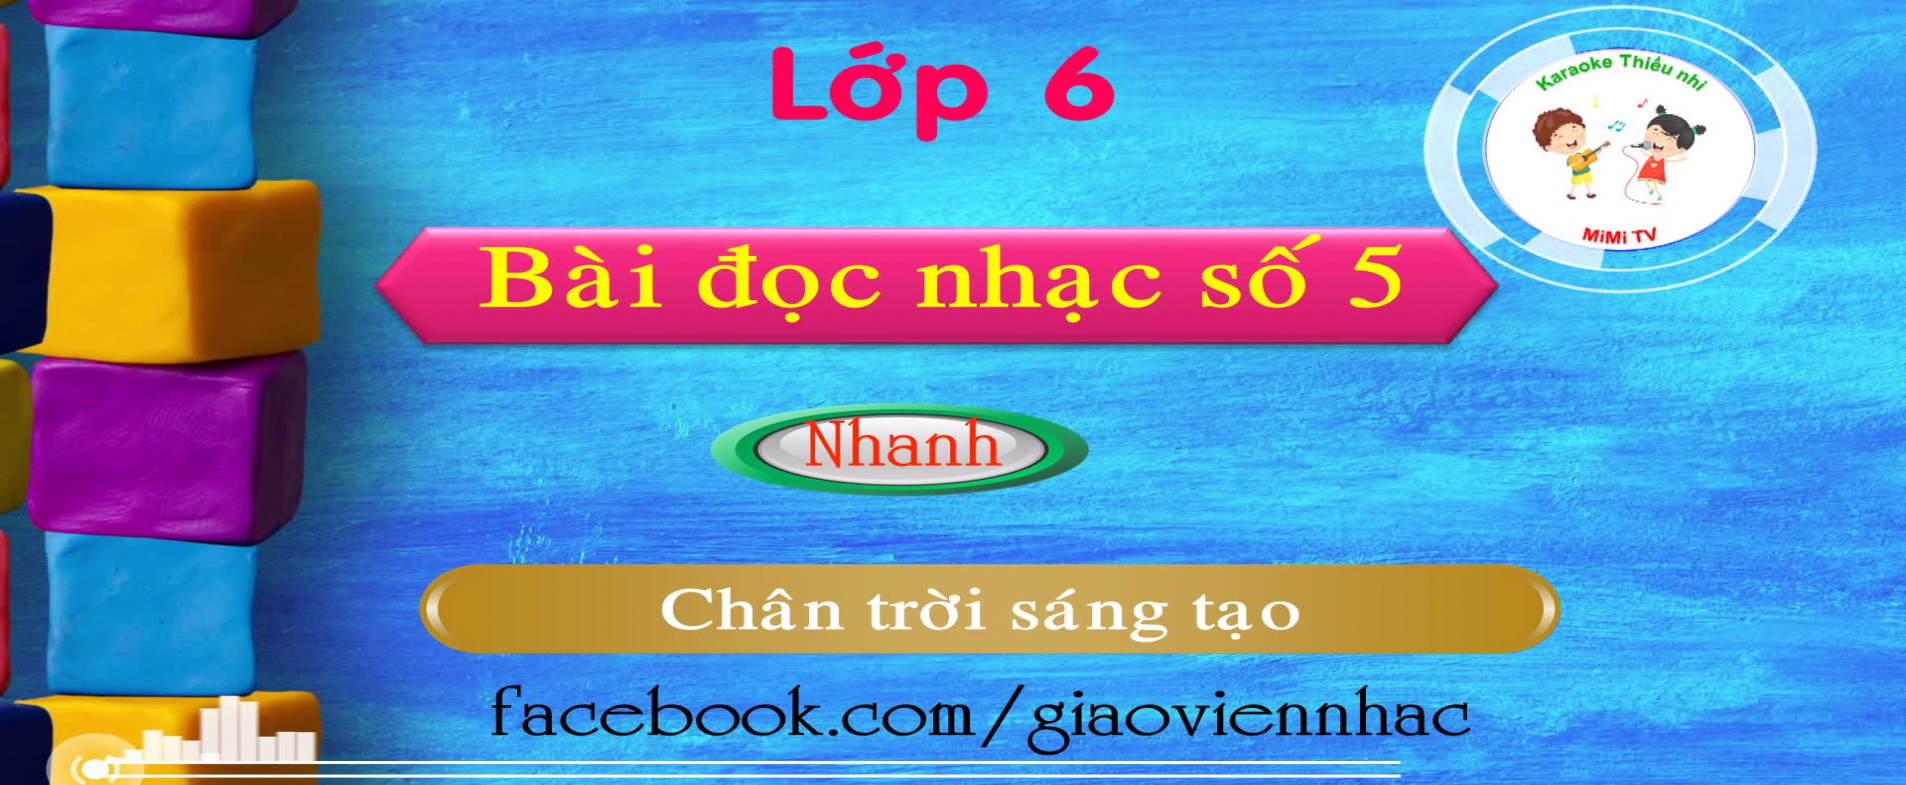 Lớp 6
Karaoke Thiếu nhi
MiMi TV
Bài đọc nhạc số 5
Nhanh
Chân trời sáng tạo
facebook.com/giaoviennhac